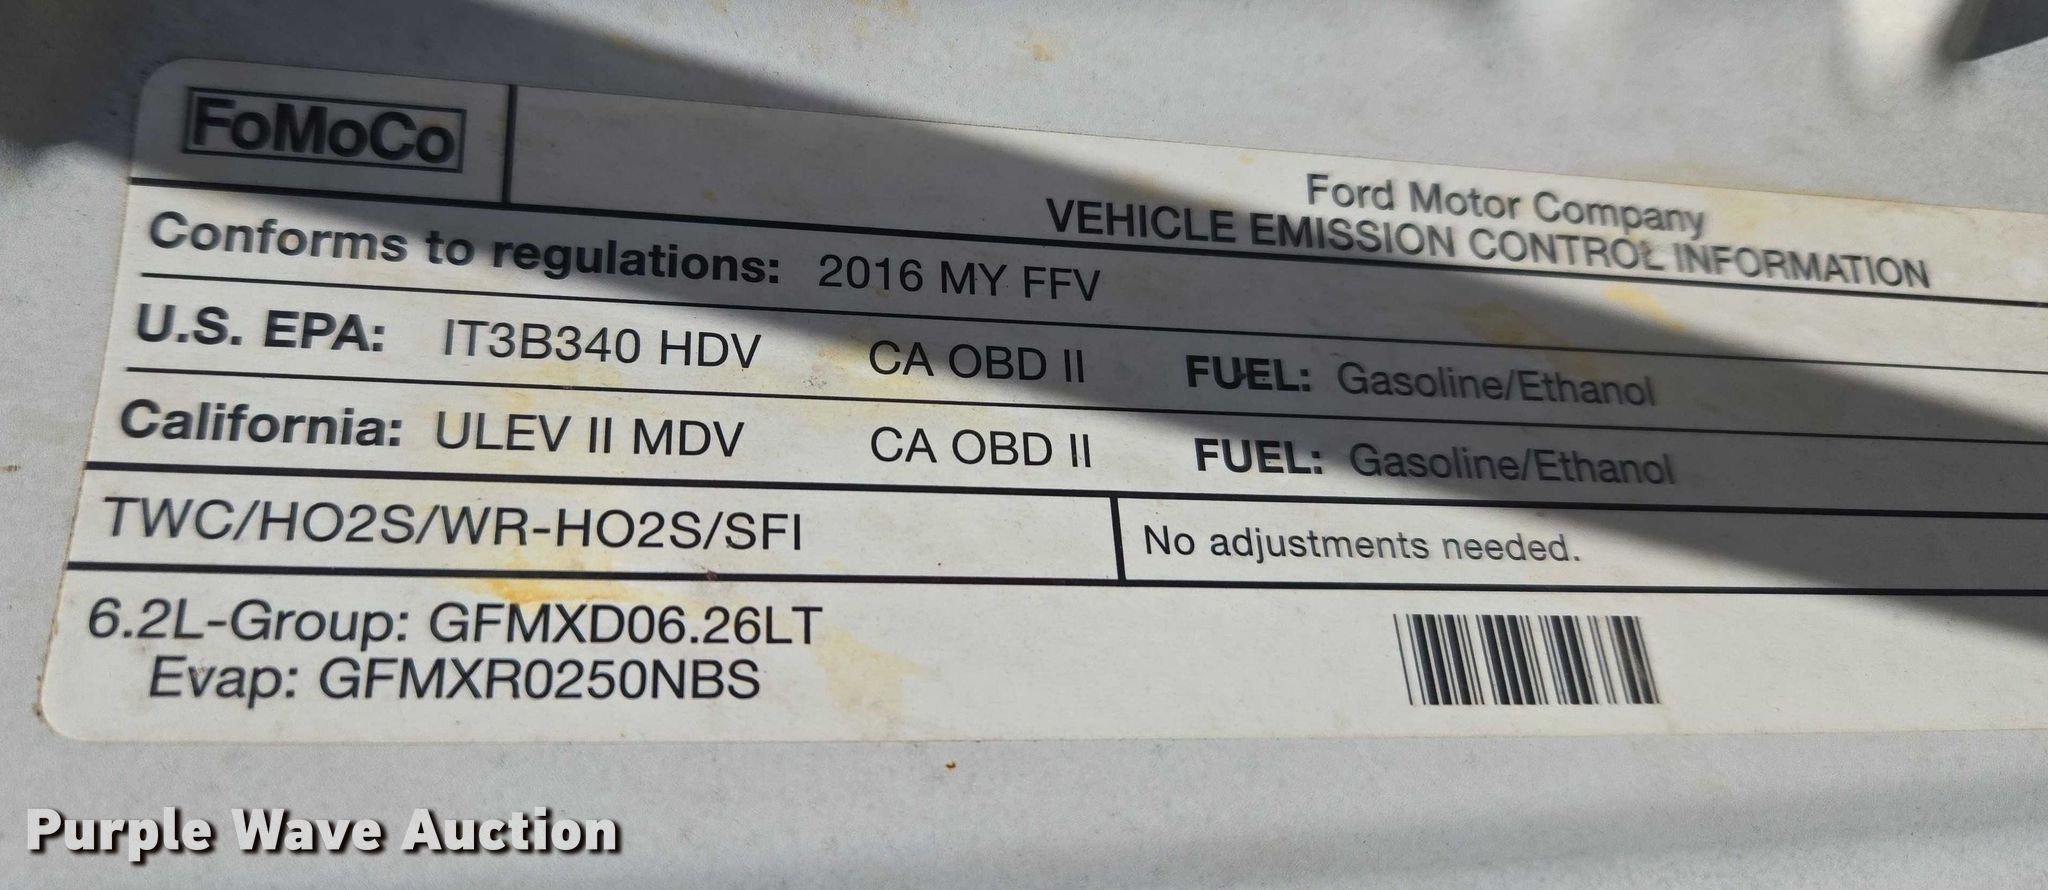 FoMoCo
Ford Motor Company
VEHICLE EMISSION CONTROL INFORMATION
Conforms to regulations: 2016 MY FFV
U.S. EPA: IT3B340 HDV CA OBD II FUEL: Gasoline/Ethanol
California: ULEV II MDV CA OBD II FUEL: Gasoline/Ethanol
TWC/HO2S/WR-HO2S/SFI No adjustments needed.
6.2L-Group: GFMXD06.26LT
Evap: GFMXR0250NBS
Purple Wave Auction